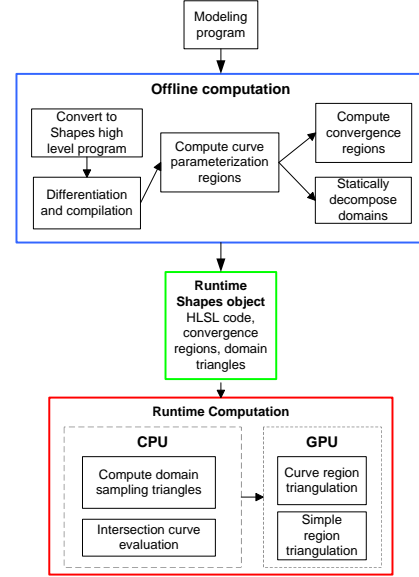 Modeling
program
Offline computation
Convert to
Shapes high
level program
Differentiation
and compilation
Compute curve
parameterization
regions
Compute
convergence
regions
Statically
decompose
domains
Runtime
Shapes object
HLSL code,
convergence
regions, domain
triangles
Runtime Computation
CPU
Compute domain
sampling triangles
Intersection curve
evaluation
GPU
Curve region
triangulation
Simple
region
triangulation